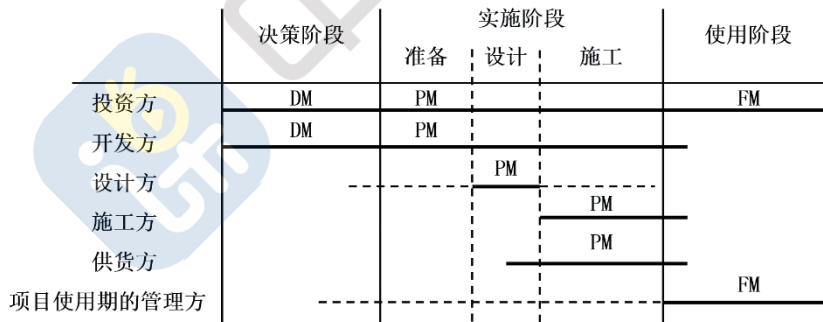 决策阶段 实施阶段 使用阶段
准备 设计 施工
投资方 DM PM FM
开发方 DM PM
设计方 PM
施工方 PM
供货方 PM
项目使用期的管理方 FM